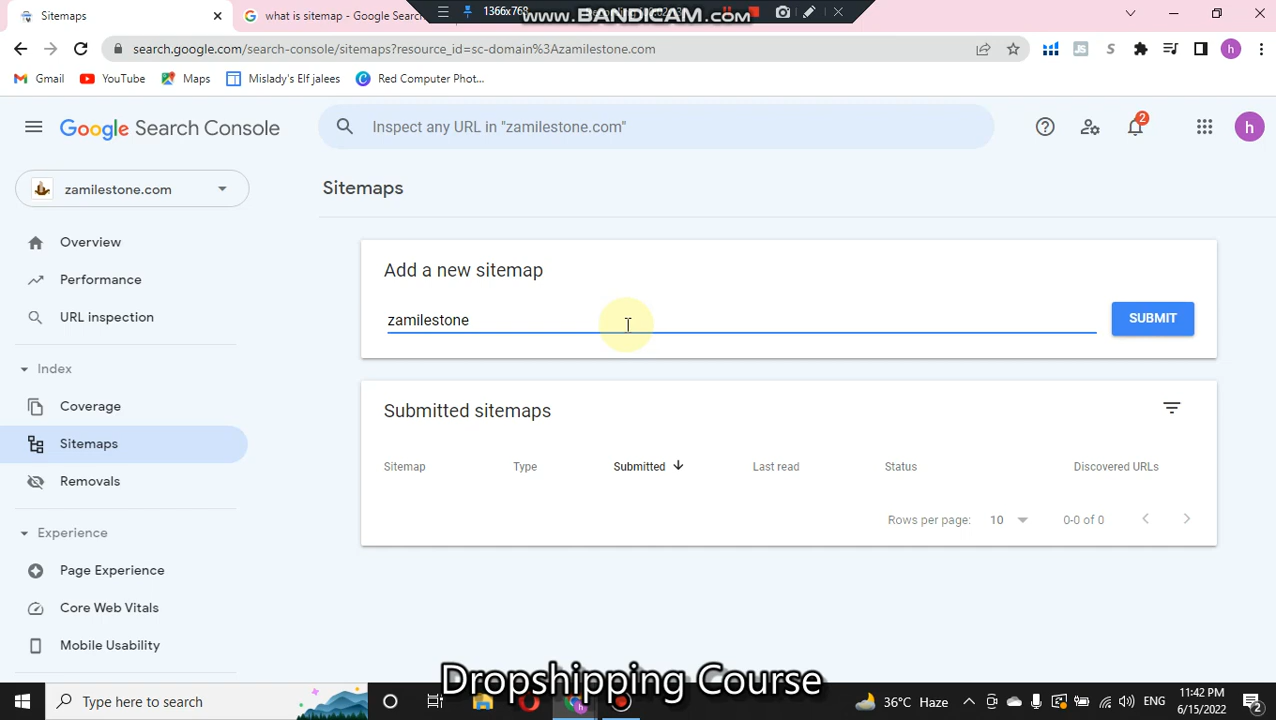 Sitemaps
what is sitemap - Google Search
1366x768
www.BANDICAM.com
search.google.com/search-console/sitemaps?resource_id=sc-domain%3Azamilestone.com
Gmail
YouTube
Maps
Mislady's Elf jalees
Red Computer Phot...
Google Search Console
Inspect any URL in "zamilestone.com"
2
h
zamilestone.com
Sitemaps
Overview
Performance
URL inspection
Index
Coverage
Sitemaps
Removals
Experience
Page Experience
Core Web Vitals
Mobile Usability
Add a new sitemap
zamilestone
SUBMIT
Submitted sitemaps
Sitemap Type Submitted Last read Status Discovered URLs
Rows per page: 10 0-0 of 0
Dropshipping Course
Type here to search
36°C Haze
ENG
11:42 PM
6/15/2022
2